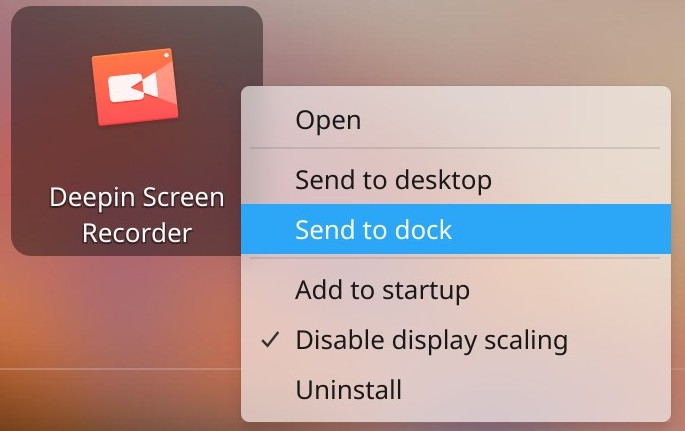 Deepin Screen
Recorder
Open
Send to desktop
Send to dock
Add to startup
Disable display scaling
Uninstall